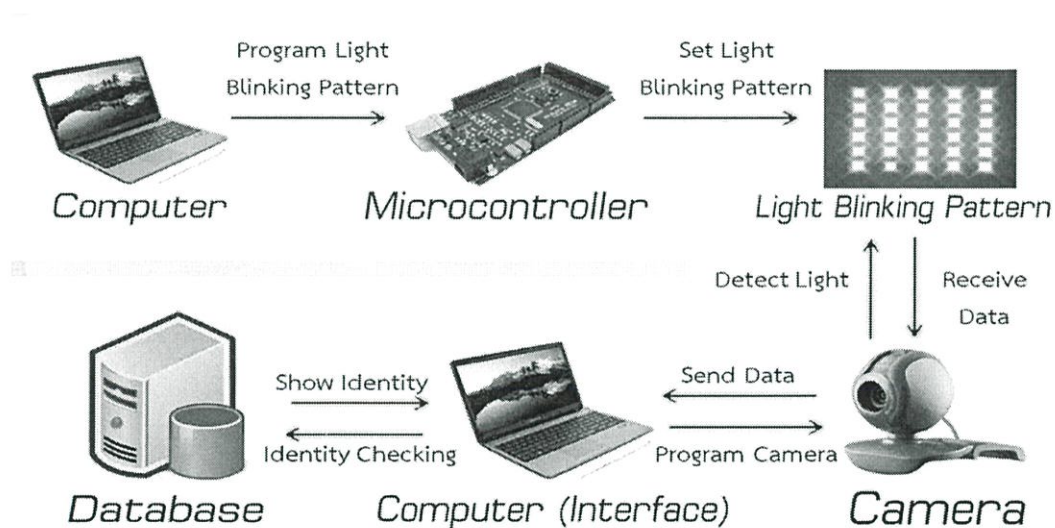 Program Light
Blinking Pattern
Set Light
Blinking Pattern
Computer
Microcontroller
Light Blinking Pattern
Detect Light
Receive
Data
Show Identity
Identity Checking
Send Data
Program Camera
Database
Computer (Interface)
Camera